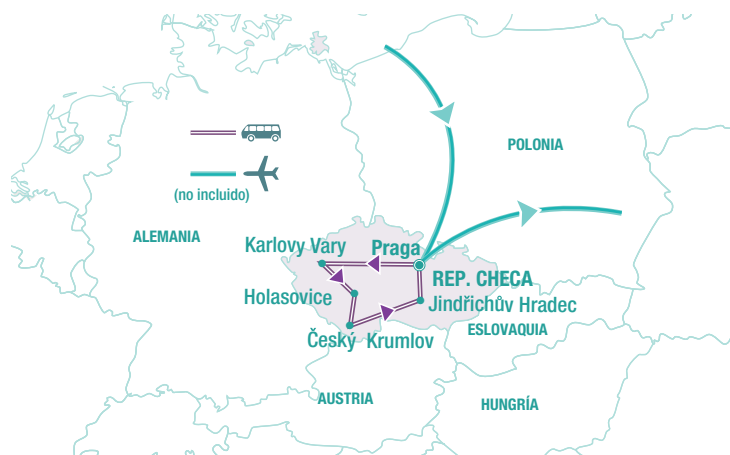 POLONIA
(no incluido)
ALEMANIA
Karlovy Vary
Praga
REP. CHECA
Holasovice
Jindřichův Hradec
Český Krumlov
ESLOVAQUIA
AUSTRIA
HUNGRÍA